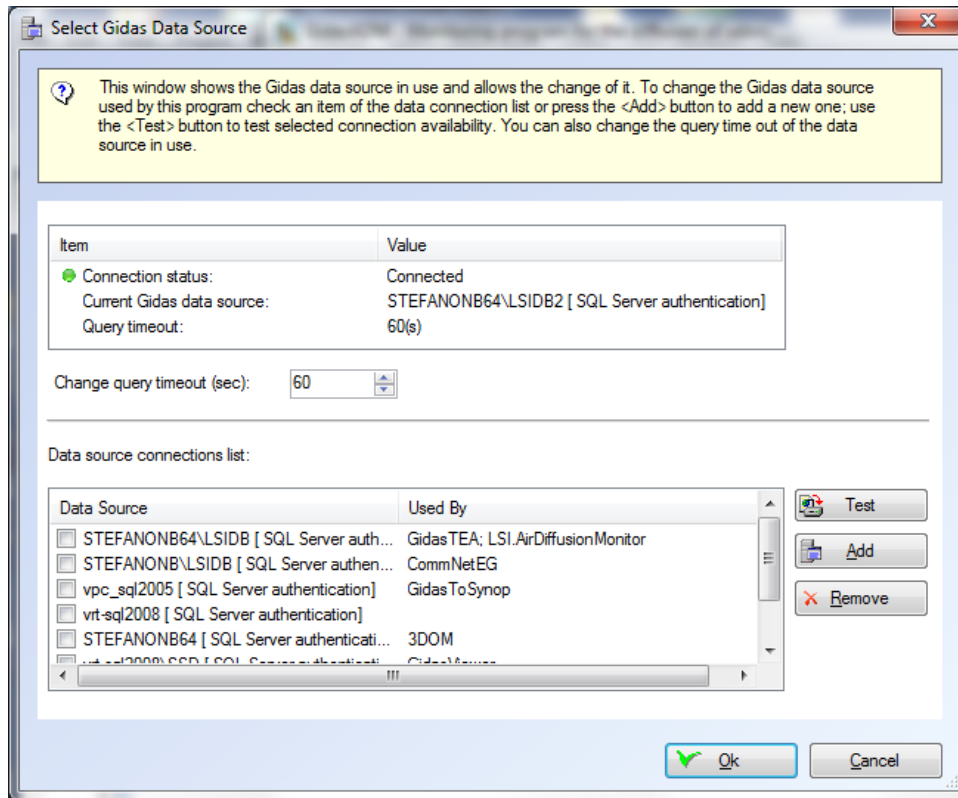 Select Gidas Data Source
This window shows the Gidas data source in use and allows the change of it. To change the Gidas data source
used by this program check an item of the data connection list or press the <Add> button to add a new one; use
the <Test> button to test selected connection availability. You can also change the query time out of the data
source in use.
Item Value
Connection status: Connected
Current Gidas data source: STEFANONB64\LSIDB2 [ SQL Server authentication]
Query timeout: 60(s)
Change query timeout (sec): 60
Data source connections list:
Data Source Used By
STEFANONB64\LSIDB [ SQL Server auth... GidasTEA; LSI.AirDiffusionMonitor
STEFANONB\LSIDB [ SQL Server authen... CommNetEG
vpc_sql2005 [ SQL Server authentication] GidasToSynop
vrt-sql2008 [ SQL Server authentication]
STEFANONB64 [ SQL Server authenticati... 3DOM
vrt-sql2008\SSD [ SQL Server authenticati... GidasViewer
Test
Add
Remove
Ok Cancel